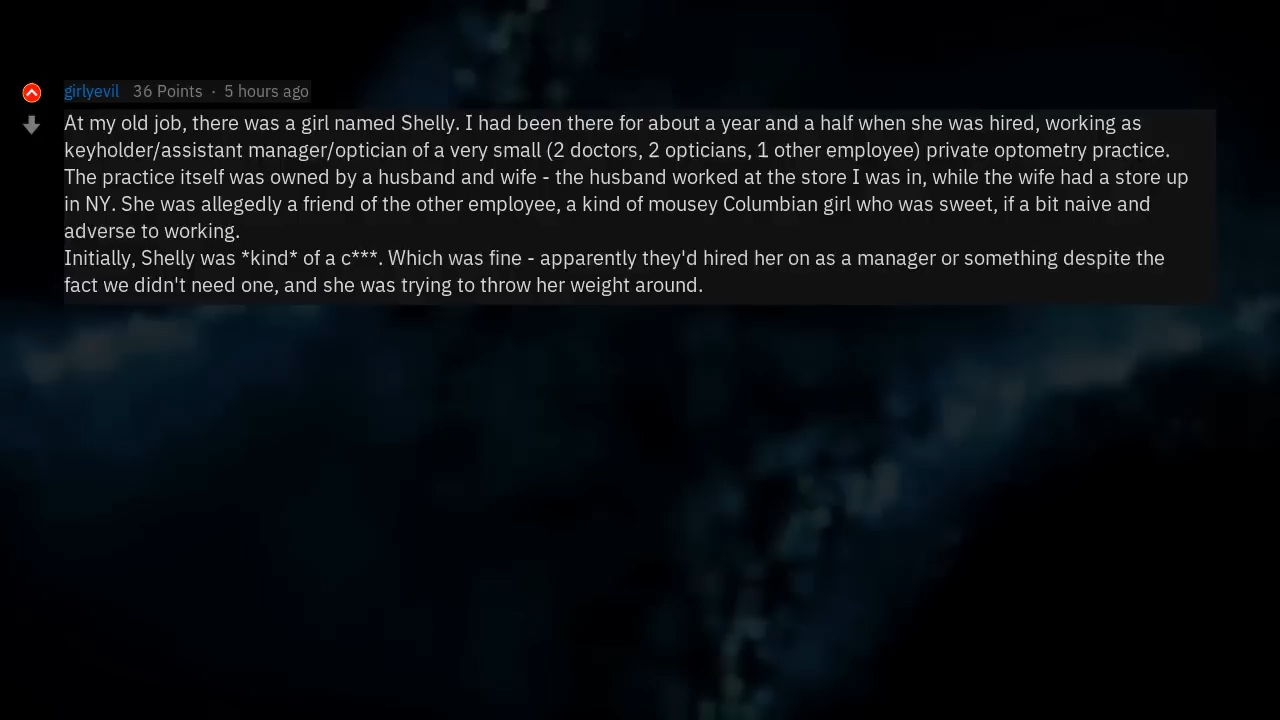 girlyevil 36 Points · 5 hours ago
At my old job, there was a girl named Shelly. I had been there for about a year and a half when she was hired, working as
keyholder/assistant manager/optician of a very small (2 doctors, 2 opticians, 1 other employee) private optometry practice.
The practice itself was owned by a husband and wife - the husband worked at the store I was in, while the wife had a store up
in NY. She was allegedly a friend of the other employee, a kind of mousey Columbian girl who was sweet, if a bit naive and
adverse to working.
Initially, Shelly was *kind* of a c***. Which was fine - apparently they'd hired her on as a manager or something despite the
fact we didn't need one, and she was trying to throw her weight around.